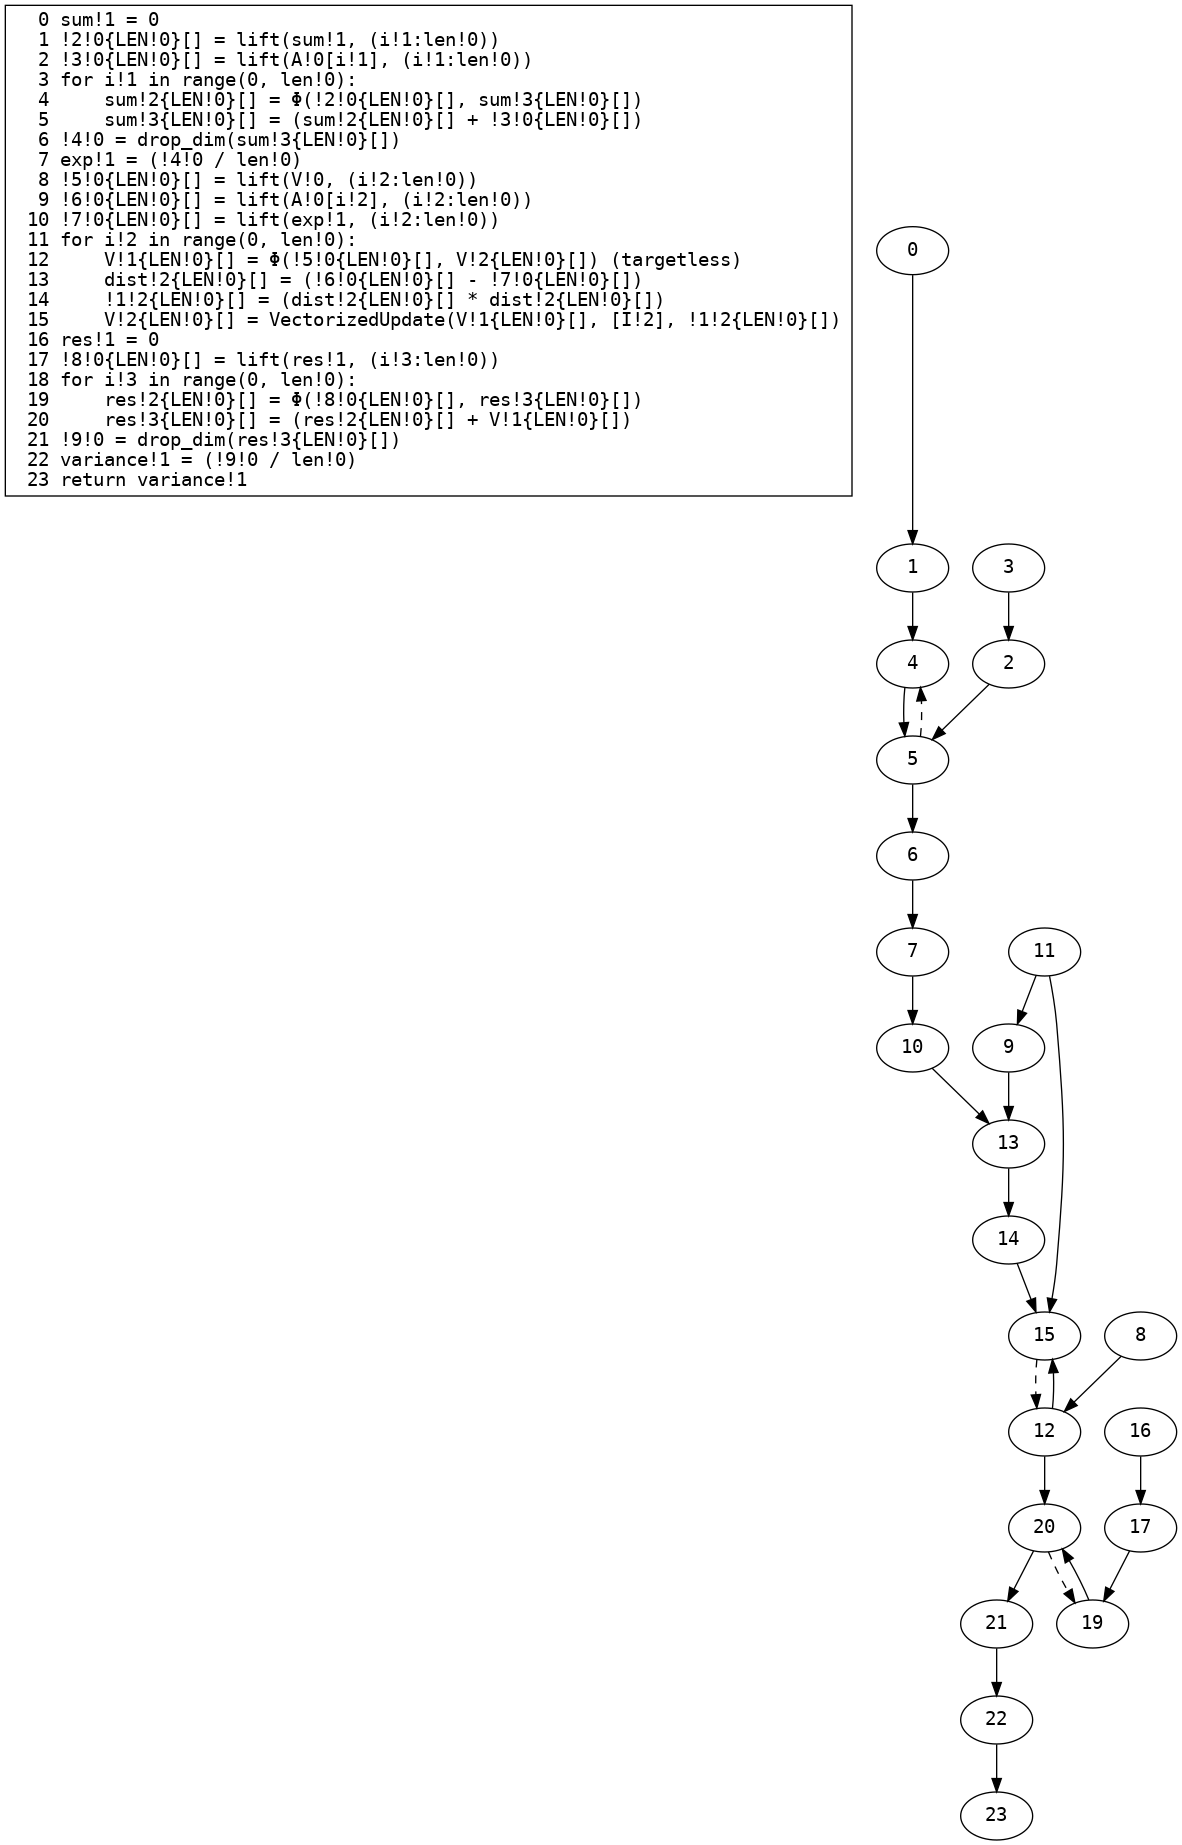 0 sum!1 = 0
1 !2!0{LEN!0}[] = lift(sum!1, (i!1:len!0))
2 !3!0{LEN!0}[] = lift(A!0[i!1], (i!1:len!0))
3 for i!1 in range(0, len!0):
4     sum!2{LEN!0}[] = Φ(!2!0{LEN!0}[], sum!3{LEN!0}[])
5     sum!3{LEN!0}[] = (sum!2{LEN!0}[] + !3!0{LEN!0}[])
6 !4!0 = drop_dim(sum!3{LEN!0}[])
7 exp!1 = (!4!0 / len!0)
8 !5!0{LEN!0}[] = lift(V!0, (i!2:len!0))
9 !6!0{LEN!0}[] = lift(A!0[i!2], (i!2:len!0))
10 !7!0{LEN!0}[] = lift(exp!1, (i!2:len!0))
11 for i!2 in range(0, len!0):
12     V!1{LEN!0}[] = Φ(!5!0{LEN!0}[], V!2{LEN!0}[]) (targetless)
13     dist!2{LEN!0}[] = (!6!0{LEN!0}[] - !7!0{LEN!0}[])
14     !1!2{LEN!0}[] = (dist!2{LEN!0}[] * dist!2{LEN!0}[])
15     V!2{LEN!0}[] = VectorizedUpdate(V!1{LEN!0}[], [I!2], !1!2{LEN!0}[])
16 res!1 = 0
17 !8!0{LEN!0}[] = lift(res!1, (i!3:len!0))
18 for i!3 in range(0, len!0):
19     res!2{LEN!0}[] = Φ(!8!0{LEN!0}[], res!3{LEN!0}[])
20     res!3{LEN!0}[] = (res!2{LEN!0}[] + V!1{LEN!0}[])
21 !9!0 = drop_dim(res!3{LEN!0}[])
22 variance!1 = (!9!0 / len!0)
23 return variance!1
0
1
3
4
2
5
6
7
11
10
9
13
14
15
8
12
16
20
17
21
19
22
23